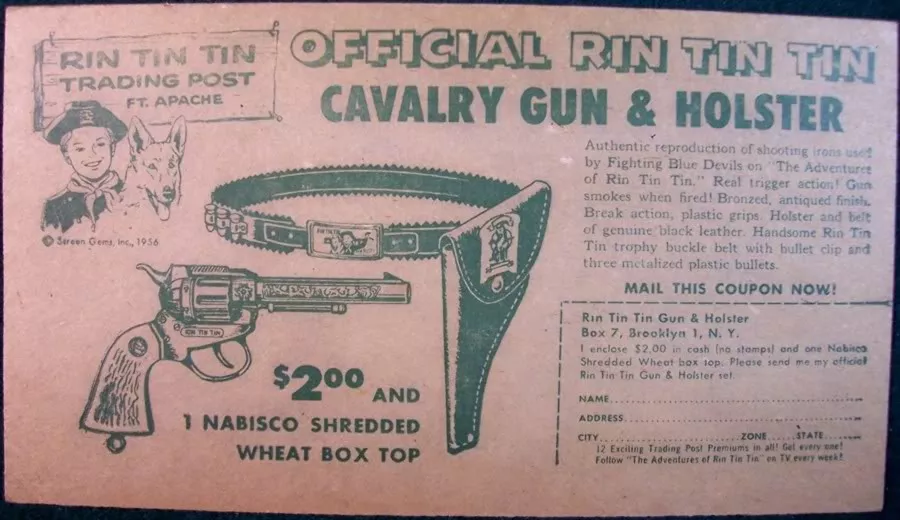 RIN TIN TIN
TRADING POST
FT. APACHE
© Screen Gems, Inc., 1956
OFFICIAL RIN TIN TIN
CAVALRY GUN & HOLSTER
Authentic reproduction of shooting irons used
by Fighting Blue Devils on "The Adventures
of Rin Tin Tin." Real trigger action! Gun
smokes when fired! Bronzed, antiqued finish.
Break action, plastic grips. Holster and belt
of genuine black leather. Handsome Rin Tin
Tin trophy buckle belt with bullet clip and
three metalized plastic bullets.
RIN TIN TIN
RIN TIN TIN
$2.00 AND
1 NABISCO SHREDDED
WHEAT BOX TOP
MAIL THIS COUPON NOW!
Rin Tin Tin Gun & Holster
Box 7, Brooklyn 1, N. Y.
I enclose $2.00 in cash (no stamps) and one Nabisco
Shredded Wheat box top. Please send me my official
Rin Tin Tin Gun & Holster set.
NAME
ADDRESS
CITY ZONE STATE
12 Exciting Trading Post Premiums in all! Get every one!
Follow "The Adventures of Rin Tin Tin" on TV every week!